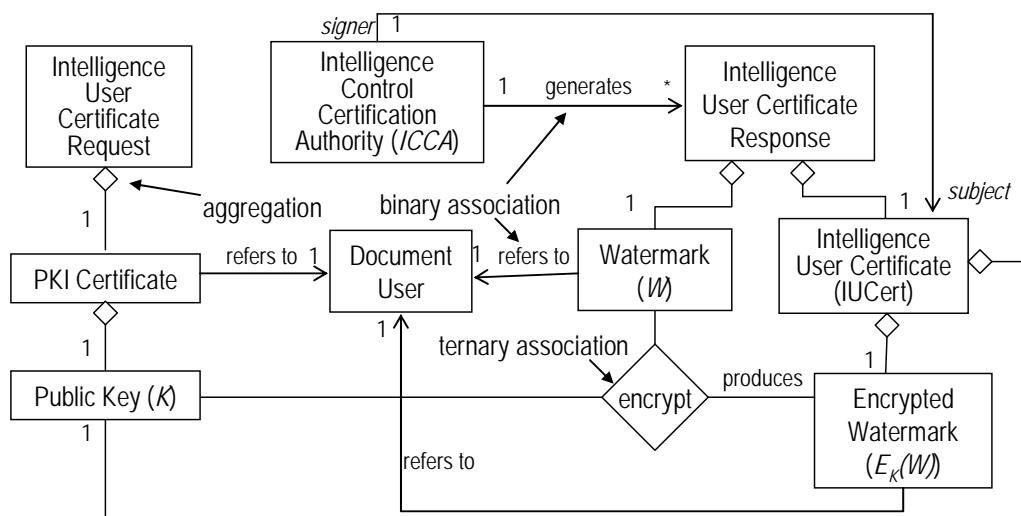 signer 1
Intelligence
User
Certificate
Request
Intelligence
Control
Certification
Authority (ICCA)
1 generates *
Intelligence
User Certificate
Response
aggregation
binary association
1
1
1
subject
PKI Certificate
refers to 1
Document
User
1 refers to
Watermark
(W)
Intelligence
User Certificate
(IUCert)
1
1
ternary association
1
Public Key (K)
encrypt
produces
Encrypted
Watermark
(EK(W))
1
refers to